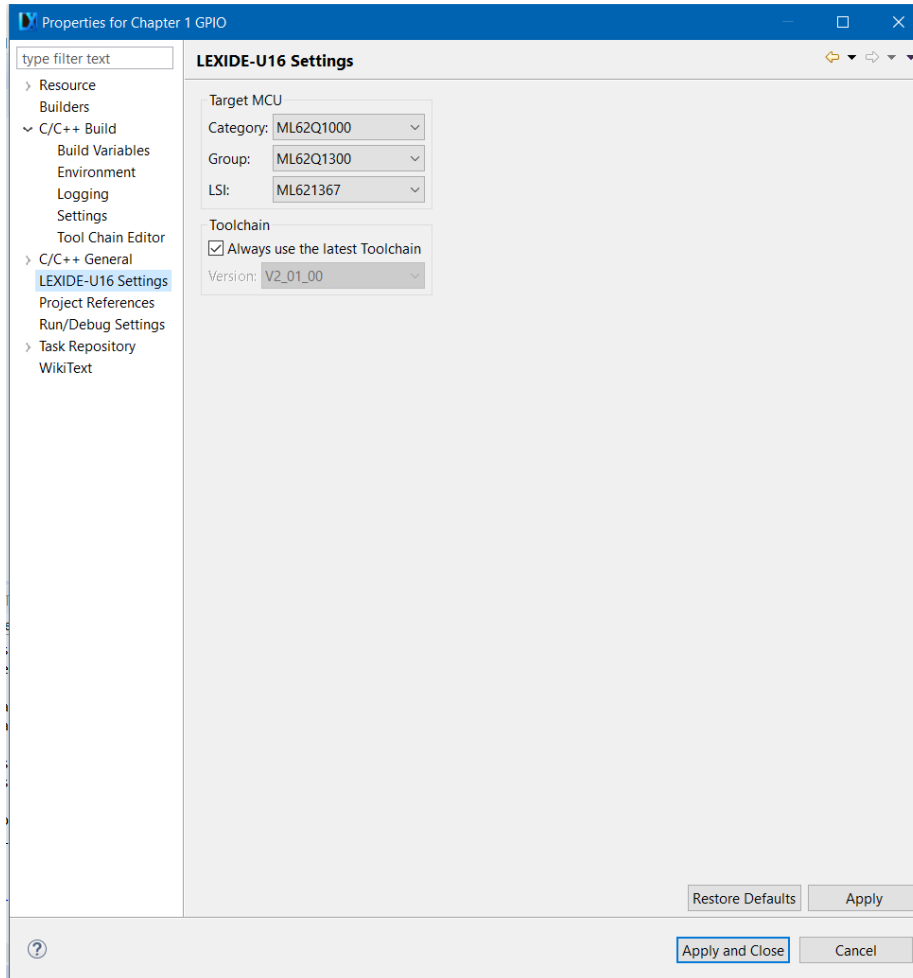 Properties for Chapter 1 GPIO
type filter text
LEXIDE-U16 Settings
Resource
Builders
C/C++ Build
Build Variables
Environment
Logging
Settings
Tool Chain Editor
C/C++ General
LEXIDE-U16 Settings
Project References
Run/Debug Settings
Task Repository
WikiText
Target MCU
Category: ML62Q1000
Group: ML62Q1300
LSI: ML621367
Toolchain
Always use the latest Toolchain
Version: V2_01_00
Restore Defaults Apply
Apply and Close Cancel